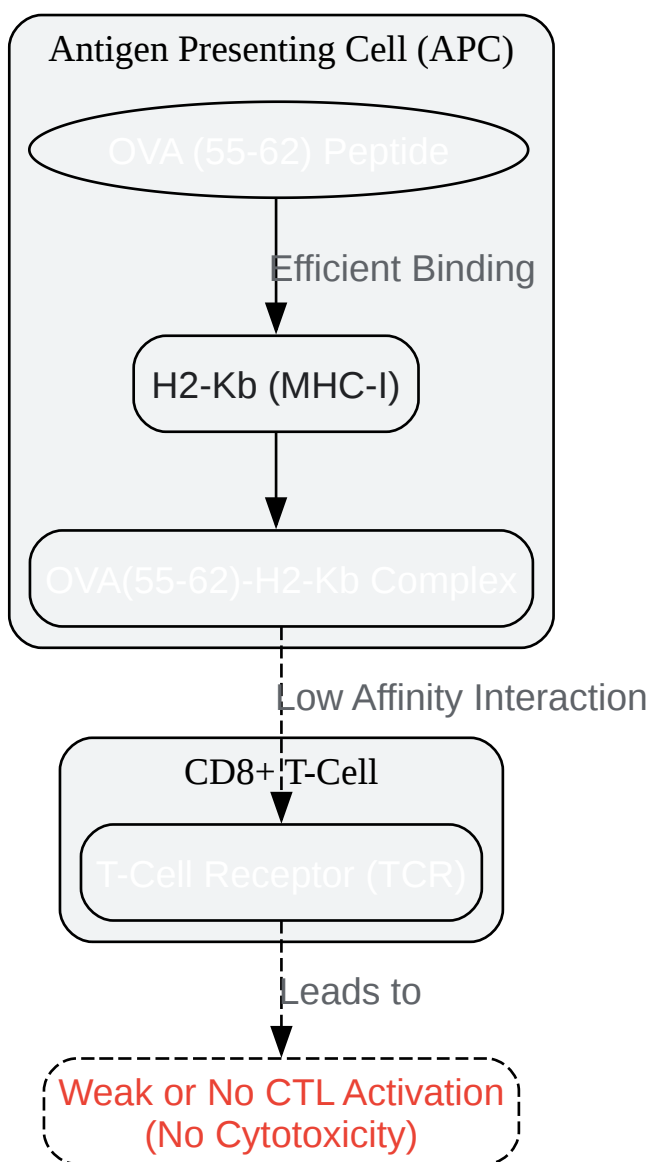 Antigen Presenting Cell (APC)
OVA (55-62) Peptide
Efficient Binding
H2-Kb (MHC-I)
OVA(55-62)-H2-Kb Complex
Low Affinity Interaction
CD8+ T-Cell
T-Cell Receptor (TCR)
Leads to
Weak or No CTL Activation
(No Cytotoxicity)